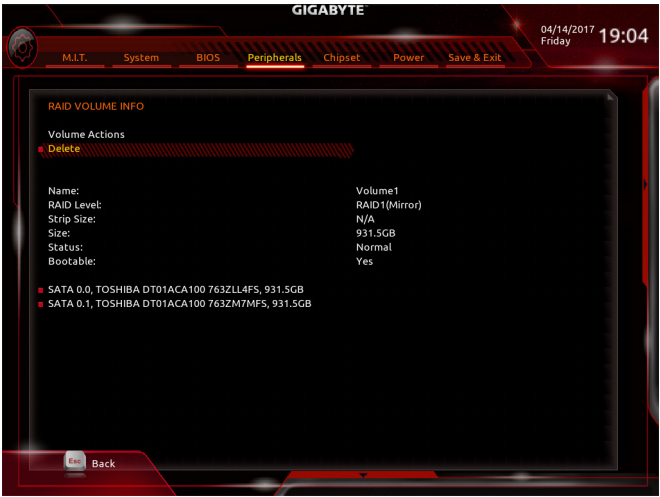 GIGABYTE
04/14/2017 19:04
Friday
M.I.T. System BIOS Peripherals Chipset Power Save & Exit
RAID VOLUME INFO
Volume Actions
Delete
Name: Volume1
RAID Level: RAID1(Mirror)
Strip Size: N/A
Size: 931.5GB
Status: Normal
Bootable: Yes
SATA 0.0, TOSHIBA DT01ACA100 763ZLL4FS, 931.5GB
SATA 0.1, TOSHIBA DT01ACA100 763ZM7MFS, 931.5GB
Esc Back